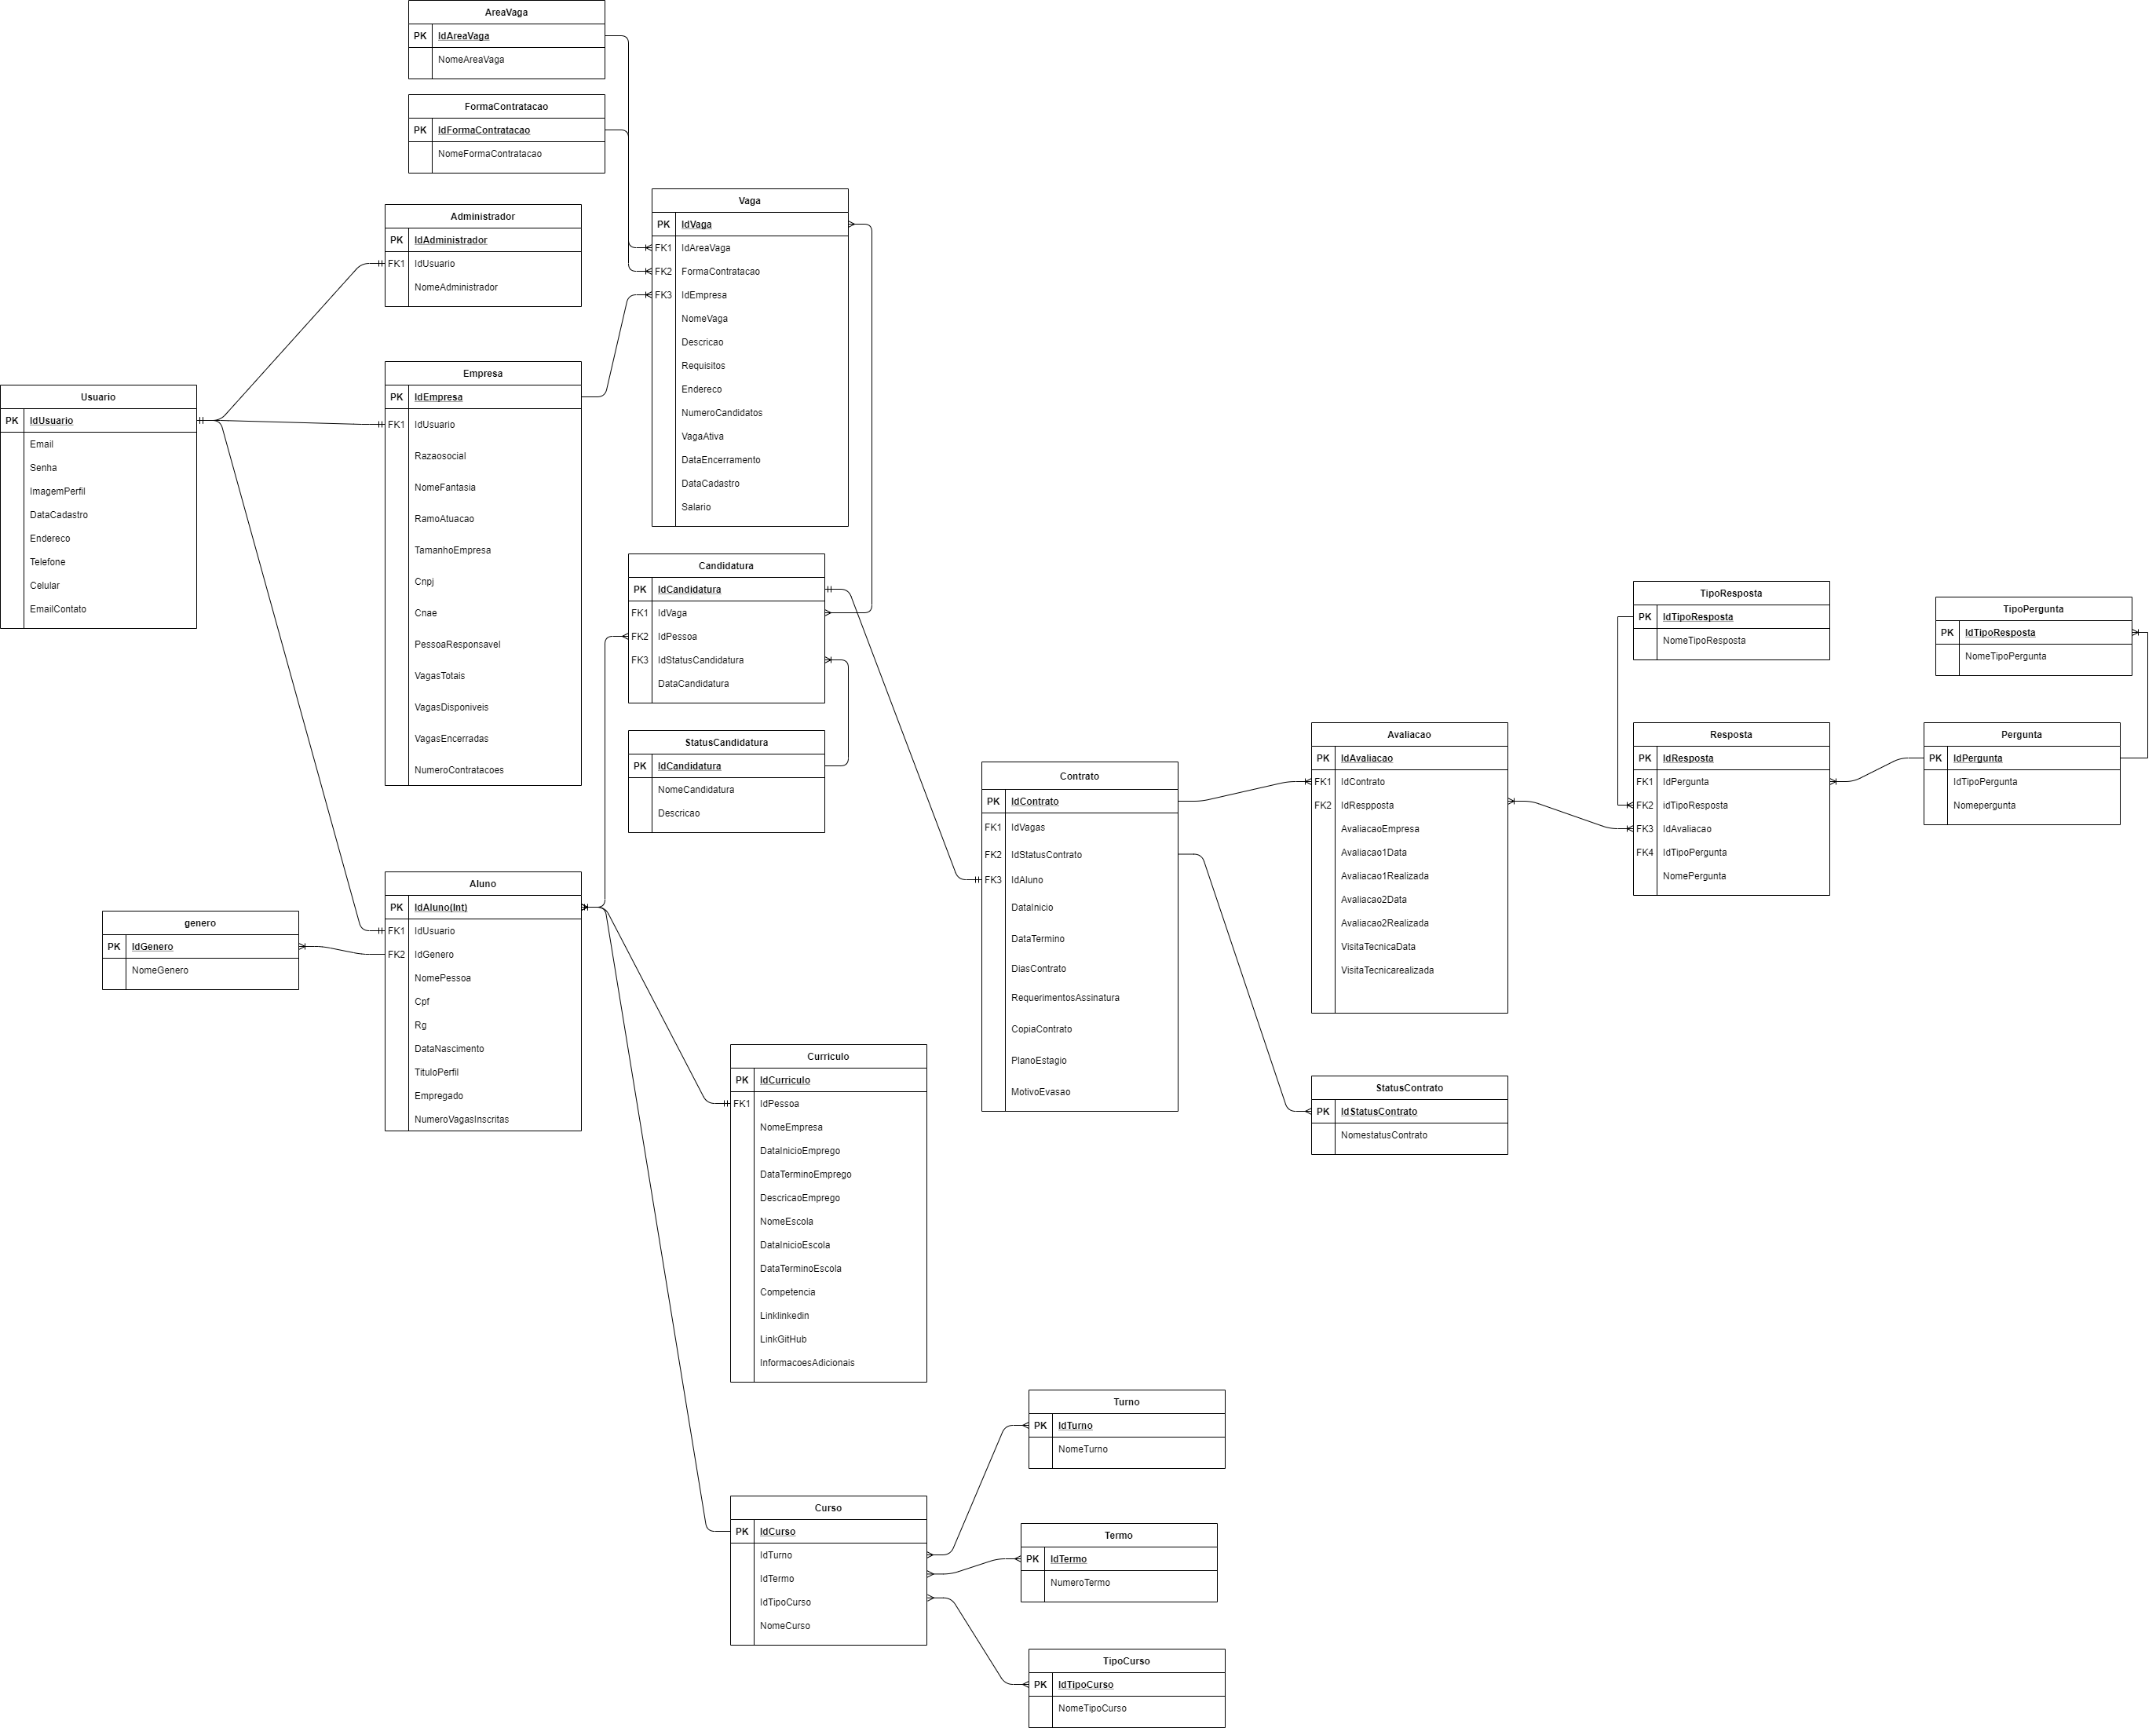 AreaVaga
PK IdAreaVaga
NomeAreaVaga
FormaContratacao
PK IdFormaContratacao
NomeFormaContratacao
Administrador
PK IdAdministrador
FK1 IdUsuario
NomeAdministrador
Vaga
PK IdVaga
FK1 IdAreaVaga
FK2 FormaContratacao
FK3 IdEmpresa
NomeVaga
Descricao
Requisitos
Endereco
NumeroCandidatos
VagaAtiva
DataEncerramento
DataCadastro
Salario
Empresa
PK IdEmpresa
FK1 IdUsuario
Razaosocial
NomeFantasia
RamoAtuacao
TamanhoEmpresa
Cnpj
Cnae
PessoaResponsavel
VagasTotais
VagasDisponiveis
VagasEncerradas
NumeroContratacoes
Usuario
PK IdUsuario
Email
Senha
ImagemPerfil
DataCadastro
Endereco
Telefone
Celular
EmailContato
Candidatura
PK IdCandidatura
FK1 IdVaga
FK2 IdPessoa
FK3 IdStatusCandidatura
DataCandidatura
StatusCandidatura
PK IdCandidatura
NomeCandidatura
Descricao
TipoResposta
PK IdTipoResposta
NomeTipoResposta
TipoPergunta
PK IdTipoResposta
NomeTipoPergunta
Contrato
PK IdContrato
FK1 IdVagas
FK2 IdStatusContrato
FK3 IdAluno
DataInicio
DataTermino
DiasContrato
RequerimentosAssinatura
CopiaContrato
PlanoEstagio
MotivoEvasao
Avaliacao
PK IdAvaliacao
FK1 IdContrato
FK2 IdRespposta
AvaliacaoEmpresa
Avaliacao1Data
Avaliacao1Realizada
Avaliacao2Data
Avaliacao2Realizada
VisitaTecnicaData
VisitaTecnicarealizada
Resposta
PK IdResposta
FK1 IdPergunta
FK2 idTipoResposta
FK3 IdAvaliacao
FK4 IdTipoPergunta
NomePergunta
Pergunta
PK IdPergunta
IdTipoPergunta
Nomepergunta
Aluno
PK IdAluno(Int)
FK1 IdUsuario
FK2 IdGenero
NomePessoa
Cpf
Rg
DataNascimento
TituloPerfil
Empregado
NumeroVagasInscritas
genero
PK IdGenero
NomeGenero
Curriculo
PK IdCurriculo
FK1 IdPessoa
NomeEmpresa
DataInicioEmprego
DataTerminoEmprego
DescricaoEmprego
NomeEscola
DataInicioEscola
DataTerminoEscola
Competencia
Linklinkedin
LinkGitHub
InformacoesAdicionais
StatusContrato
PK IdStatusContrato
NomestatusContrato
Turno
PK IdTurno
NomeTurno
Curso
PK IdCurso
IdTurno
IdTermo
IdTipoCurso
NomeCurso
Termo
PK IdTermo
NumeroTermo
TipoCurso
PK IdTipoCurso
NomeTipoCurso